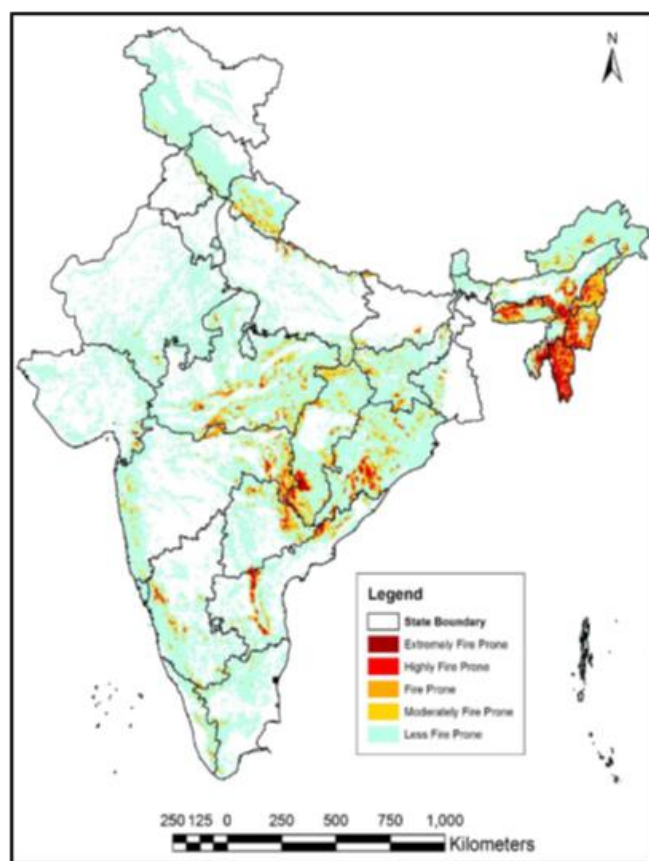 N
Legend
State Boundary
Extremely Fire Prone
Highly Fire Prone
Fire Prone
Moderately Fire Prone
Less Fire Prone
250 125 0 250 500 750 1,000
Kilometers